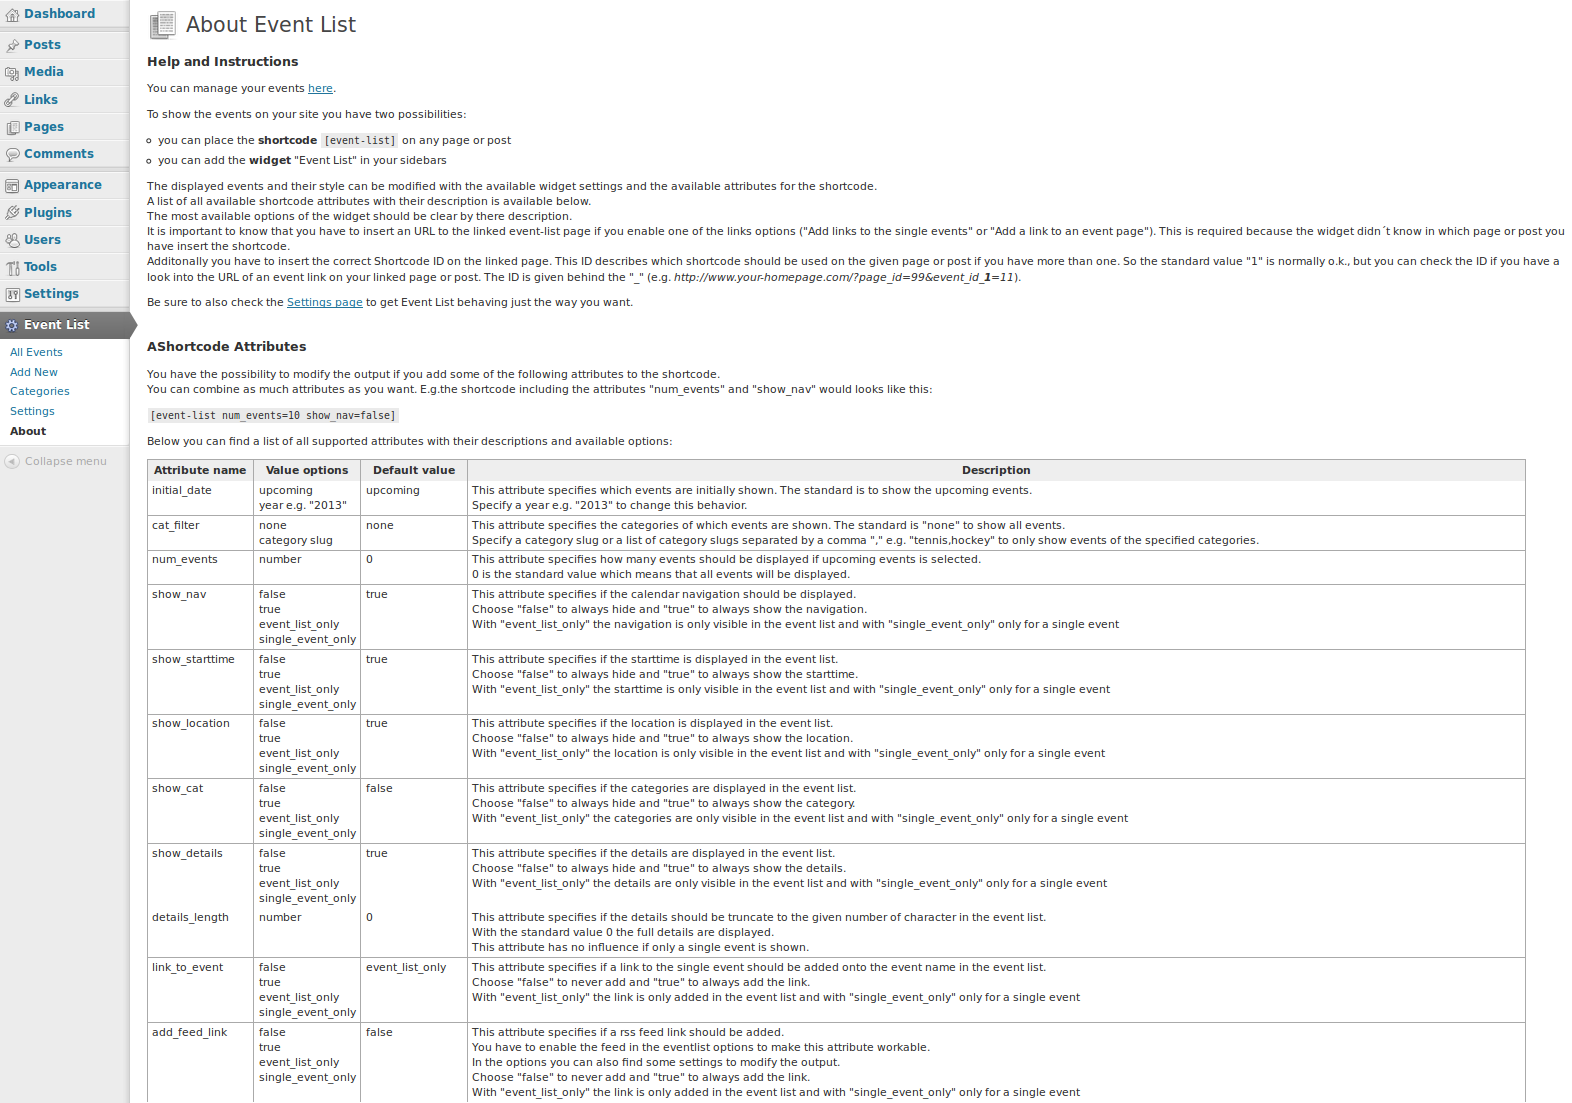 Dashboard
Posts
Media
Links
Pages
Comments
Appearance
Plugins
Users
Tools
Settings
Event List
All Events
Add New
Categories
Settings
About
Collapse menu
About Event List
Help and Instructions
You can manage your events here.
To show the events on your site you have two possibilities:
you can place the shortcode [event-list] on any page or post
you can add the widget "Event List" in your sidebars
The displayed events and their style can be modified with the available widget settings and the available attributes for the shortcode.
A list of all available shortcode attributes with their description is available below.
The most available options of the widget should be clear by there description.
It is important to know that you have to insert an URL to the linked event-list page if you enable one of the links options ("Add links to the single events" or "Add a link to an event page"). This is required because the widget didn´t know in which page or post you
have insert the shortcode.
Additonally you have to insert the correct Shortcode ID on the linked page. This ID describes which shortcode should be used on the given page or post if you have more than one. So the standard value "1" is normally o.k., but you can check the ID if you have a
look into the URL of an event link on your linked page or post. The ID is given behind the "_" (e.g. http://www.your-homepage.com/?page_id=99&event_id_1=11).
Be sure to also check the Settings page to get Event List behaving just the way you want.
AShortcode Attributes
You have the possibility to modify the output if you add some of the following attributes to the shortcode.
You can combine as much attributes as you want. E.g.the shortcode including the attributes "num_events" and "show_nav" would looks like this:
[event-list num_events=10 show_nav=false]
Below you can find a list of all supported attributes with their descriptions and available options:
Attribute name Value options Default value Description
initial_date upcoming upcoming This attribute specifies which events are initially shown. The standard is to show the upcoming events.
year e.g. "2013" Specify a year e.g. "2013" to change this behavior.
cat_filter none none This attribute specifies the categories of which events are shown. The standard is "none" to show all events.
category slug Specify a category slug or a list of category slugs separated by a comma "," e.g. "tennis,hockey" to only show events of the specified categories.
num_events number 0 This attribute specifies how many events should be displayed if upcoming events is selected.
0 is the standard value which means that all events will be displayed.
show_nav false true This attribute specifies if the calendar navigation should be displayed.
true Choose "false" to always hide and "true" to always show the navigation.
event_list_only With "event_list_only" the navigation is only visible in the event list and with "single_event_only" only for a single event
single_event_only
show_starttime false true This attribute specifies if the starttime is displayed in the event list.
true Choose "false" to always hide and "true" to always show the starttime.
event_list_only With "event_list_only" the starttime is only visible in the event list and with "single_event_only" only for a single event
single_event_only
show_location false true This attribute specifies if the location is displayed in the event list.
true Choose "false" to always hide and "true" to always show the location.
event_list_only With "event_list_only" the location is only visible in the event list and with "single_event_only" only for a single event
single_event_only
show_cat false false This attribute specifies if the categories are displayed in the event list.
true Choose "false" to always hide and "true" to always show the category.
event_list_only With "event_list_only" the categories are only visible in the event list and with "single_event_only" only for a single event
single_event_only
show_details false true This attribute specifies if the details are displayed in the event list.
true Choose "false" to always hide and "true" to always show the details.
event_list_only With "event_list_only" the details are only visible in the event list and with "single_event_only" only for a single event
single_event_only
details_length number 0 This attribute specifies if the details should be truncate to the given number of character in the event list.
With the standard value 0 the full details are displayed.
This attribute has no influence if only a single event is shown.
link_to_event false event_list_only This attribute specifies if a link to the single event should be added onto the event name in the event list.
true Choose "false" to never add and "true" to always add the link.
event_list_only With "event_list_only" the link is only added in the event list and with "single_event_only" only for a single event
single_event_only
add_feed_link false false This attribute specifies if a rss feed link should be added.
true You have to enable the feed in the eventlist options to make this attribute workable.
event_list_only In the options you can also find some settings to modify the output.
single_event_only Choose "false" to never add and "true" to always add the link.
With "event_list_only" the link is only added in the event list and with "single_event_only" only for a single event